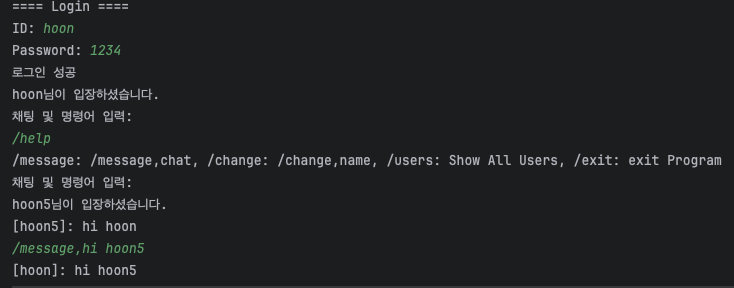 ==== Login ====
ID: hoon
Password: 1234
로그인 성공
hoon님이 입장하셨습니다.
채팅 및 명령어 입력:
/help
/message: /message,chat, /change: /change,name, /users: Show All Users, /exit: exit Program
채팅 및 명령어 입력:
hoon5님이 입장하셨습니다.
[hoon5]: hi hoon
/message,hi hoon5
[hoon]: hi hoon5